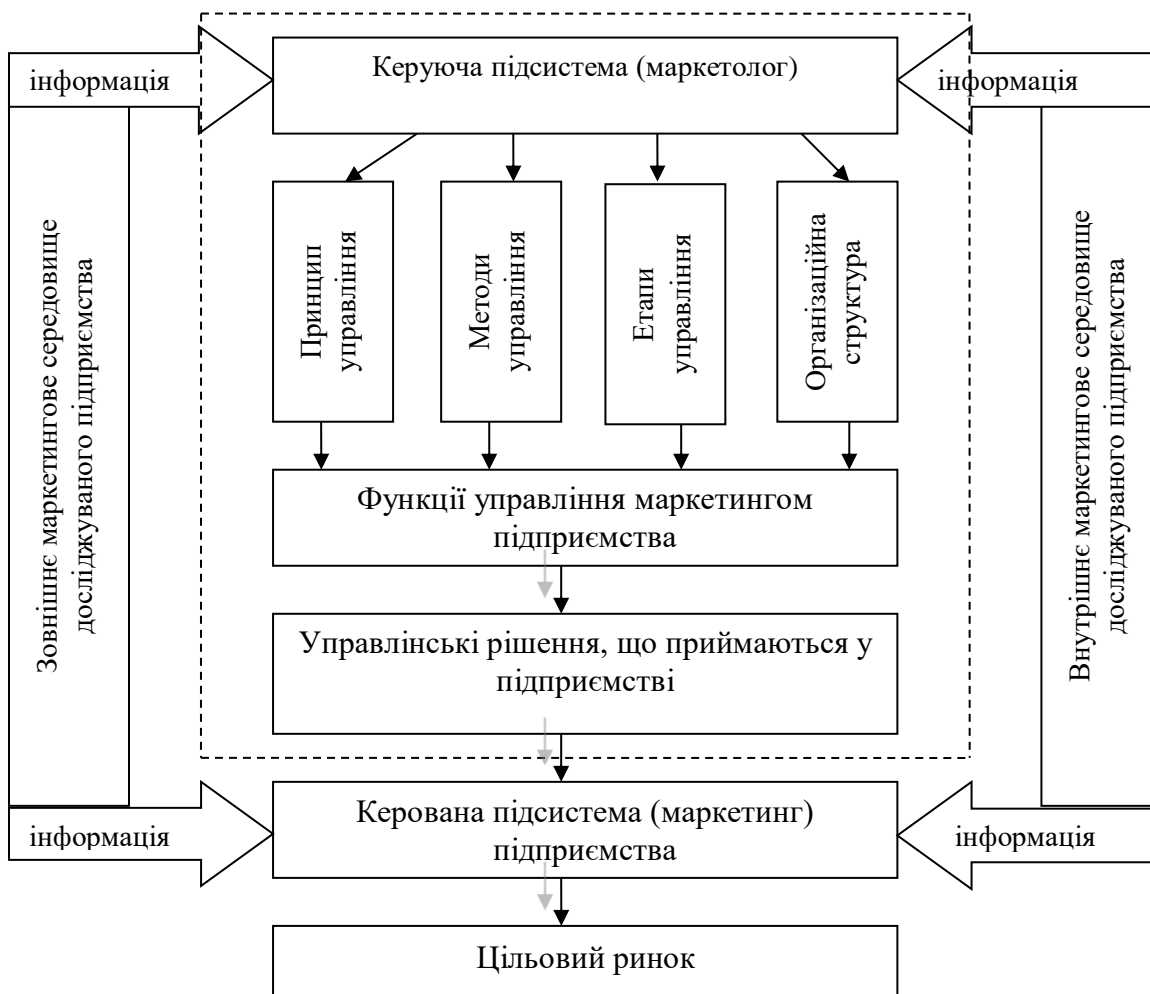 Керуюча підсистема (маркетолог)
інформація
інформація
Зовнішнє маркетингове середовище
досліджуваного підприємства
Принцип
управління
Методи
управління
Етапи
управління
Організаційна
структура
Внутрішнє маркетингове середовище
досліджуваного підприємства
Функції управління маркетингом
підприємства
Управлінські рішення, що приймаються у
підприємстві
інформація
Керована підсистема (маркетинг)
підприємства
інформація
Цільовий ринок